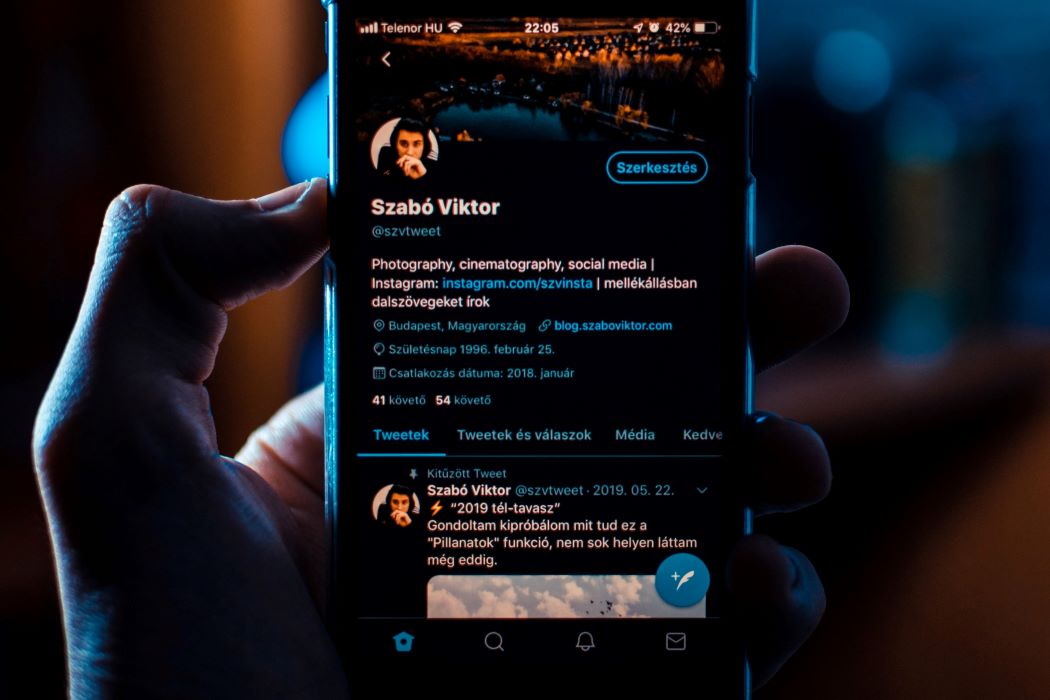 Telenor HU 22:05 42%
Szerkesztés
Szabó Viktor
@szvtweet
Photography, cinematography, social media |
Instagram: instagram.com/szvinsta | mellékállásban
dalszövegeket írok
Budapest, Magyarország blog.szaboviktor.com
Születésnap 1996. február 25.
Csatlakozás dátuma: 2018. január
41 követő 54 követő
Tweetek Tweetek és válaszok Média Kedve
Kitűzött Tweet
Szabó Viktor @szvtweet · 2019. 05. 22.
⚡ “2019 tél-tavasz”
Gondoltam kipróbálom mit tud ez a
"Pillanatok" funkció, nem sok helyen láttam
még eddig.